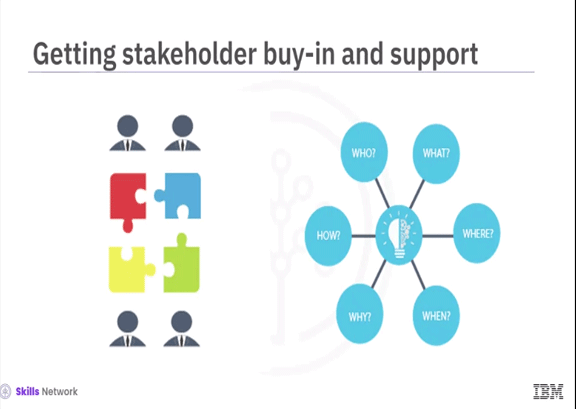 Getting stakeholder buy-in and support
WHO?
WHAT?
HOW?
WHERE?
WHY?
WHEN?
Skills Network
IBM